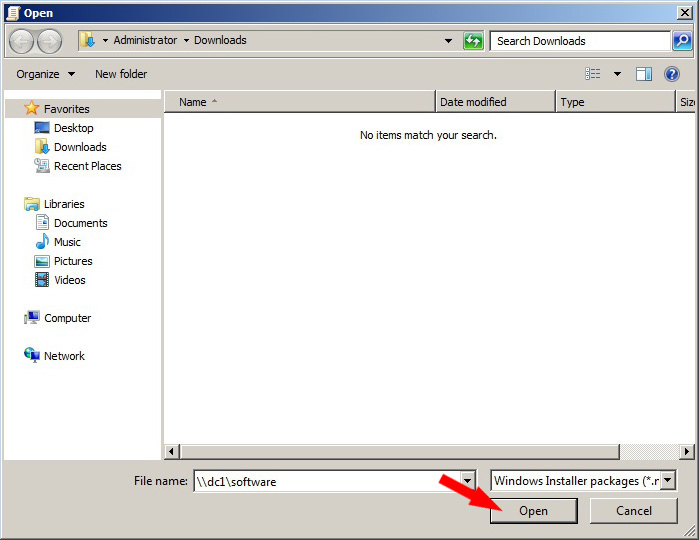 Open
Administrator Downloads
Search Downloads
Organize New folder
Favorites
Desktop
Downloads
Recent Places
Libraries
Documents
Music
Pictures
Videos
Computer
Network
Name Date modified Type Siz
No items match your search.
File name: \\dc1\software Windows Installer packages (*.r
Open Cancel